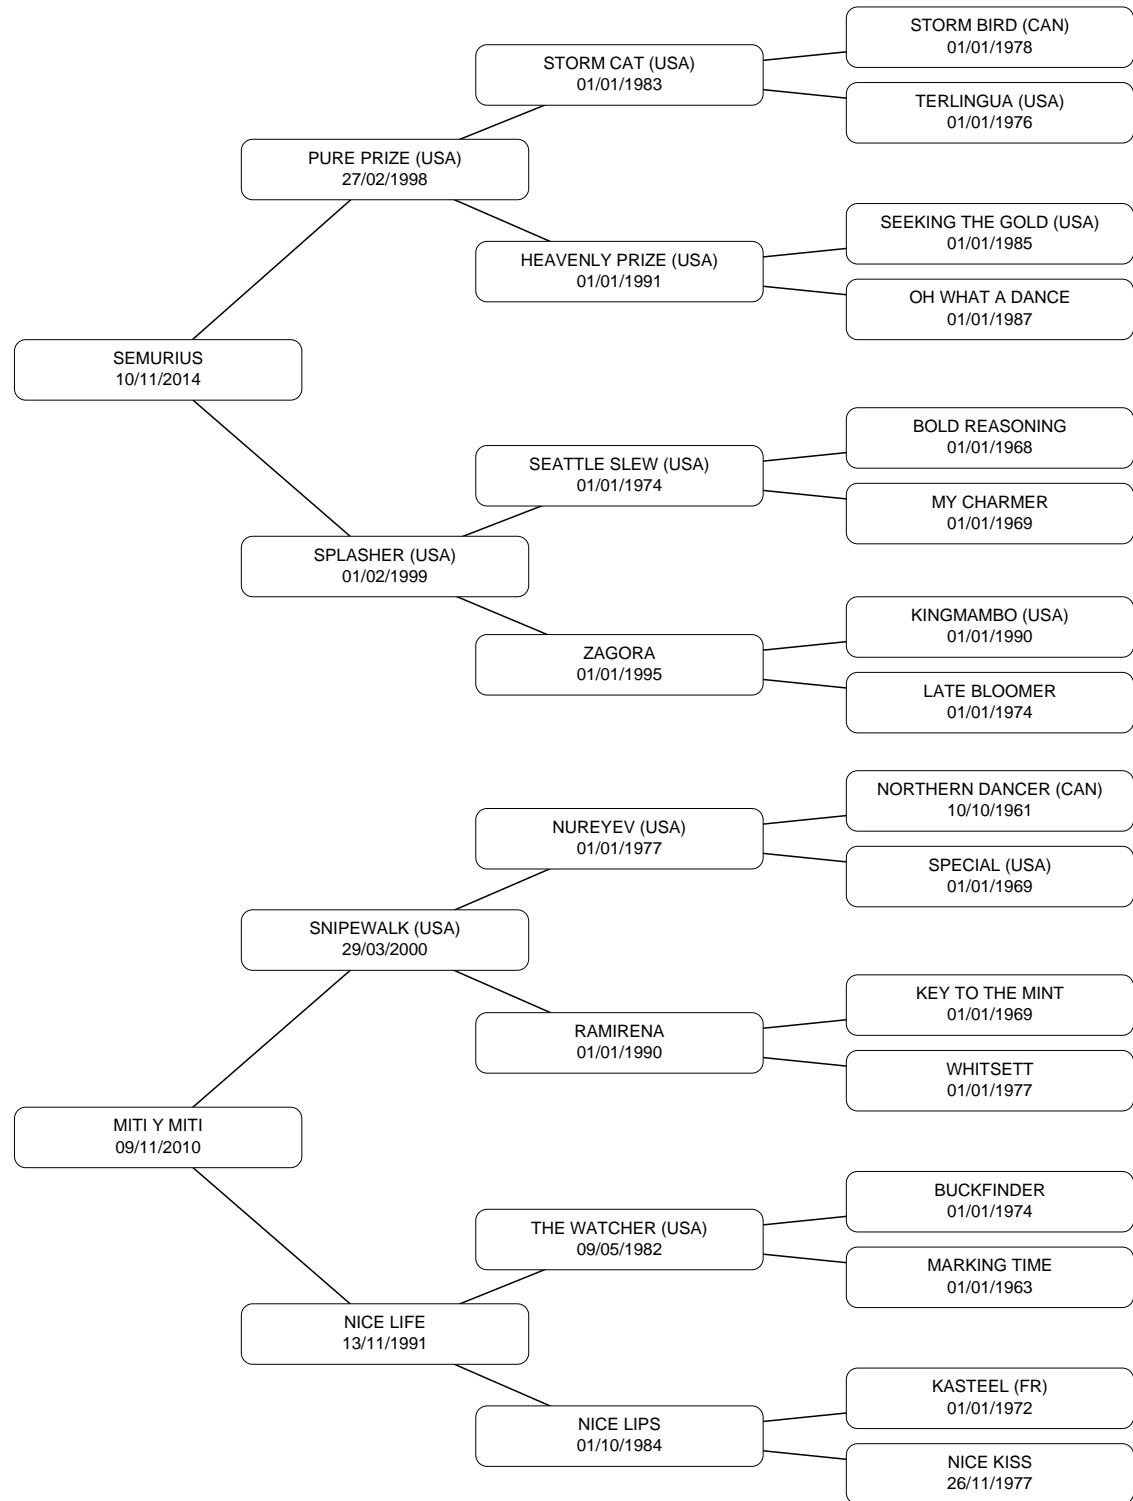 STORM BIRD (CAN)
01/01/1978
STORM CAT (USA)
01/01/1983
TERLINGUA (USA)
01/01/1976
PURE PRIZE (USA)
27/02/1998
SEEKING THE GOLD (USA)
01/01/1985
HEAVENLY PRIZE (USA)
01/01/1991
OH WHAT A DANCE
01/01/1987
SEMURIUS
10/11/2014
BOLD REASONING
01/01/1968
SEATTLE SLEW (USA)
01/01/1974
MY CHARMER
01/01/1969
SPLASHER (USA)
01/02/1999
KINGMAMBO (USA)
01/01/1990
ZAGORA
01/01/1995
LATE BLOOMER
01/01/1974
NORTHERN DANCER (CAN)
10/10/1961
NUREYEV (USA)
01/01/1977
SPECIAL (USA)
01/01/1969
SNIPEWALK (USA)
29/03/2000
KEY TO THE MINT
01/01/1969
RAMIRENA
01/01/1990
WHITSETT
01/01/1977
MITI Y MITI
09/11/2010
BUCKFINDER
01/01/1974
THE WATCHER (USA)
09/05/1982
MARKING TIME
01/01/1963
NICE LIFE
13/11/1991
KASTEEL (FR)
01/01/1972
NICE LIPS
01/10/1984
NICE KISS
26/11/1977